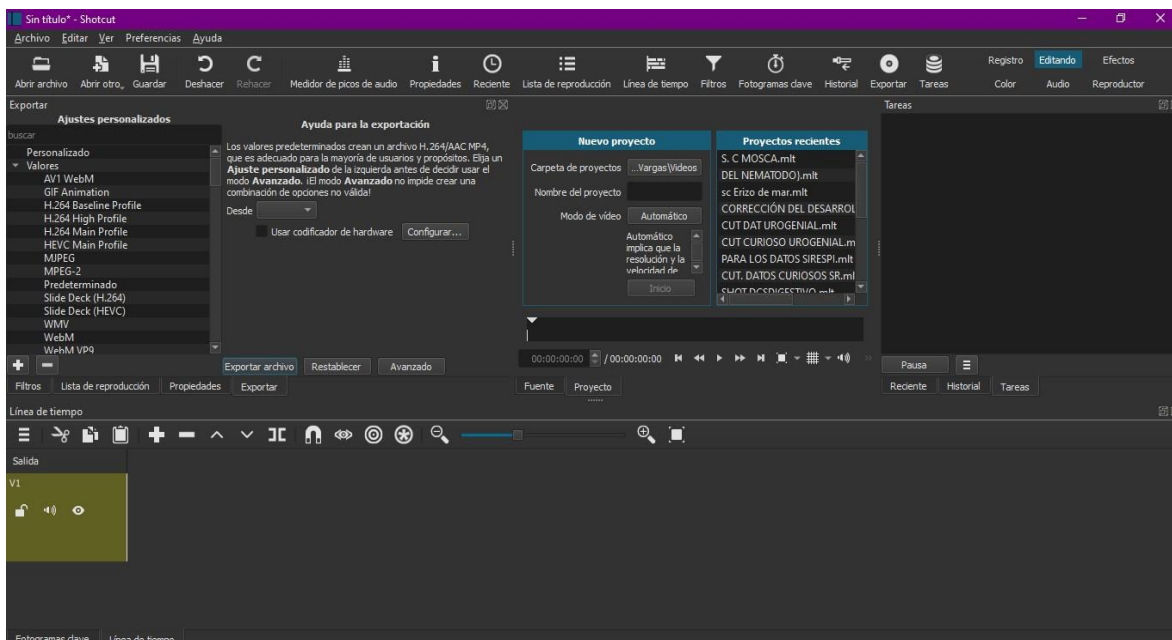 Sin título* - Shotcut
Archivo Editar Ver Preferencias Ayuda
Abrir archivo Abrir otro... Guardar Deshacer Rehacer Medidor de picos de audio Propiedades Reciente Lista de reproducción Línea de tiempo Filtros Fotogramas clave Historial Exportar Tareas
Registro Editando Efectos
Color Audio Reproductor
Exportar
Ajustes personalizados
buscar
Personalizado
Valores
AV1 WebM
GIF Animation
H.264 Baseline Profile
H.264 High Profile
H.264 Main Profile
HEVC Main Profile
MJPEG
MPEG-2
Predeterminado
Slide Deck (H.264)
Slide Deck (HEVC)
WMV
WebM
WebM VP9
Ayuda para la exportación
Los valores predeterminados crean un archivo H.264/AAC MP4,
que es adecuado para la mayoría de usuarios y propósitos. Elija un
Ajuste personalizado de la izquierda antes de decidir usar el
modo Avanzado. ¡El modo Avanzado no impide crear una
combinación de opciones no válida!
Desde
Usar codificador de hardware Configurar...
Exportar archivo Restablecer Avanzado
Filtros Lista de reproducción Propiedades Exportar
Nuevo proyecto
Carpeta de proyectos ...Vargas\Videos
Nombre del proyecto
Modo de vídeo Automático
Automático
implica que la
resolución y la
velocidad de
Inicio
Proyectos recientes
S. C MOSCA.mlt
DEL NEMATODO).mlt
sc Erizo de mar.mlt
CORRECCIÓN DEL DESARROL
CUT DAT UROGENIAL.mlt
CUT CURIOSO UROGENIAL.m
PARA LOS DATOS SIRESPI.mlt
CUT. DATOS CURIOSOS SR.ml
SHOT DCSDIGESTIVO.mlt
00:00:00:00 / 00:00:00:00
Fuente Proyecto
Tareas
Pausa
Reciente Historial Tareas
Línea de tiempo
Salida
V1
Fotogramas clave Línea de tiempo